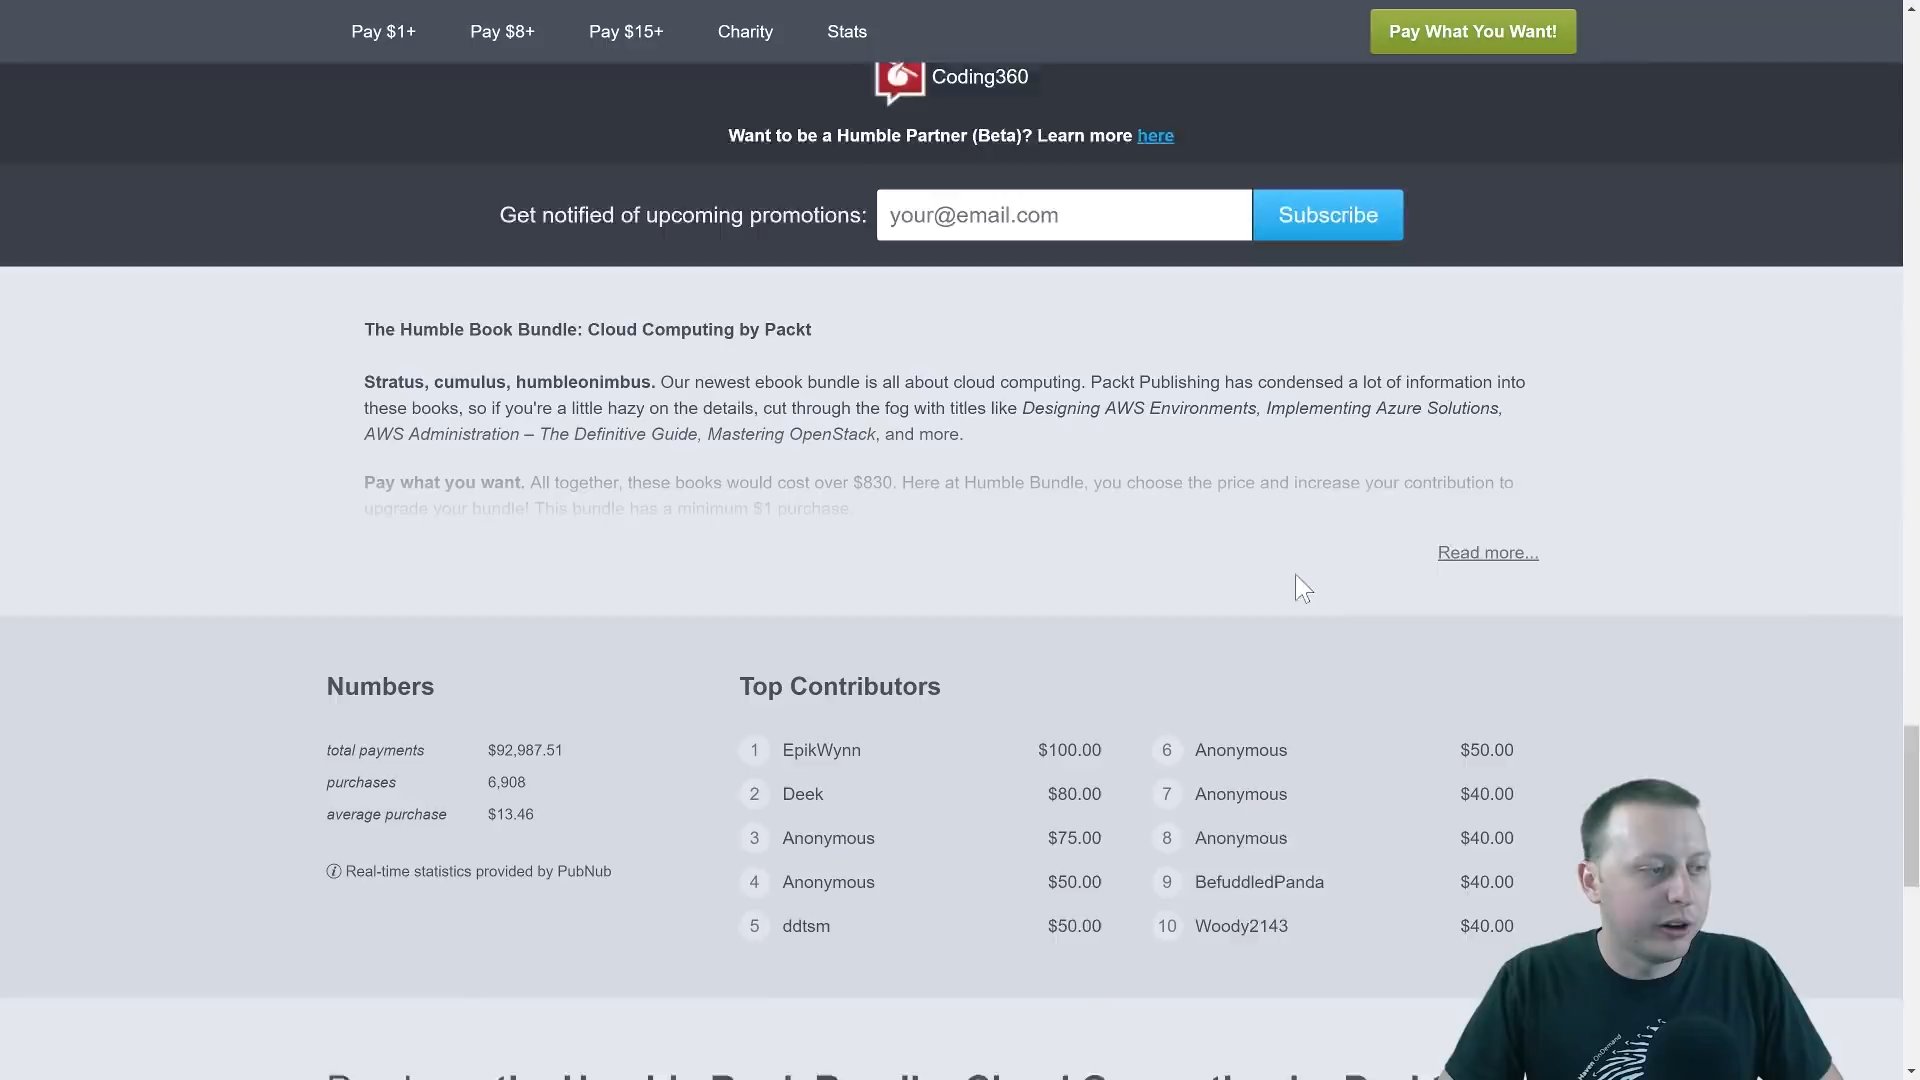 Pay $1+ Pay $8+ Pay $15+ Charity Stats Pay What You Want!
Coding360
Want to be a Humble Partner (Beta)? Learn more here
Get notified of upcoming promotions: your@email.com Subscribe
The Humble Book Bundle: Cloud Computing by Packt
Stratus, cumulus, humbleonimbus. Our newest ebook bundle is all about cloud computing. Packt Publishing has condensed a lot of information into
these books, so if you're a little hazy on the details, cut through the fog with titles like Designing AWS Environments, Implementing Azure Solutions,
AWS Administration – The Definitive Guide, Mastering OpenStack, and more.
Pay what you want. All together, these books would cost over $830. Here at Humble Bundle, you choose the price and increase your contribution to
upgrade your bundle! This bundle has a minimum $1 purchase.
Read more...
Numbers
total payments $92,987.51
purchases 6,908
average purchase $13.46
Real-time statistics provided by PubNub
Top Contributors
1 EpikWynn $100.00
2 Deek $80.00
3 Anonymous $75.00
4 Anonymous $50.00
5 ddtsm $50.00
6 Anonymous $50.00
7 Anonymous $40.00
8 Anonymous $40.00
9 BefuddledPanda $40.00
10 Woody2143 $40.00
Haven OnDemand